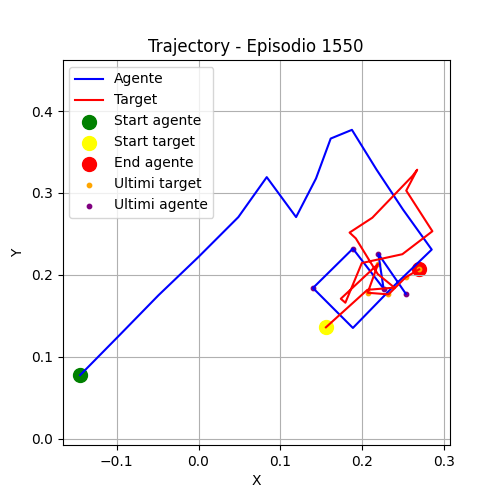 Trajectory - Episodio 1550
Agente
Target
Start agente
Start target
End agente
Ultimi target
Ultimi agente
Y
0.4
0.3
0.2
0.1
0.0
−0.1
0.0
0.1
0.2
0.3
X